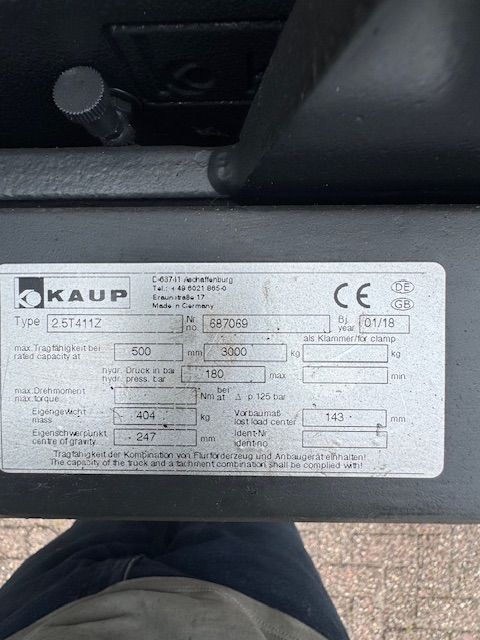 KAUP
D-63741 Aschaffenburg
Tel.: +49 6021 865-0
Braunstraße 17
Made in Germany
CE
DE
GB
Type 2.5T411Z Nr no 687069 Bj. year 01/18
max. Tragfähigkeit bei rated capacity at 500 mm 3000 kg als Klammer/for clamp kg
hydr. Druck in bar hydr. press. bar 180 max min
max. Drehmoment max. torque Nm bei at Δ p 125 bar
Eigengewicht mass 404 kg Vorbaumaß lost load center 143 mm
Eigenschwerpunkt centre of gravity 247 mm Ident-Nr ident-no
Tragfähigkeit der Kombination von Flurförderzeug und Anbaugerät einhalten!
The capacity of the truck and attachment combination shall be complied with!